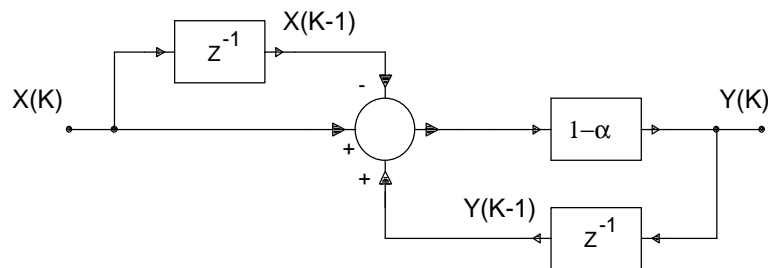 X(K-1)
Z^-1
X(K)
-
+
+
1−α
Y(K)
Y(K-1)
Z^-1